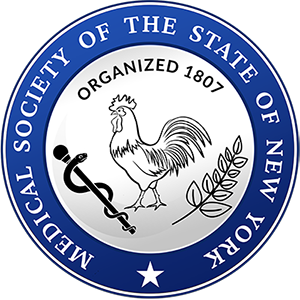 MEDICAL SOCIETY OF THE STATE OF NEW YORK
ORGANIZED 1807